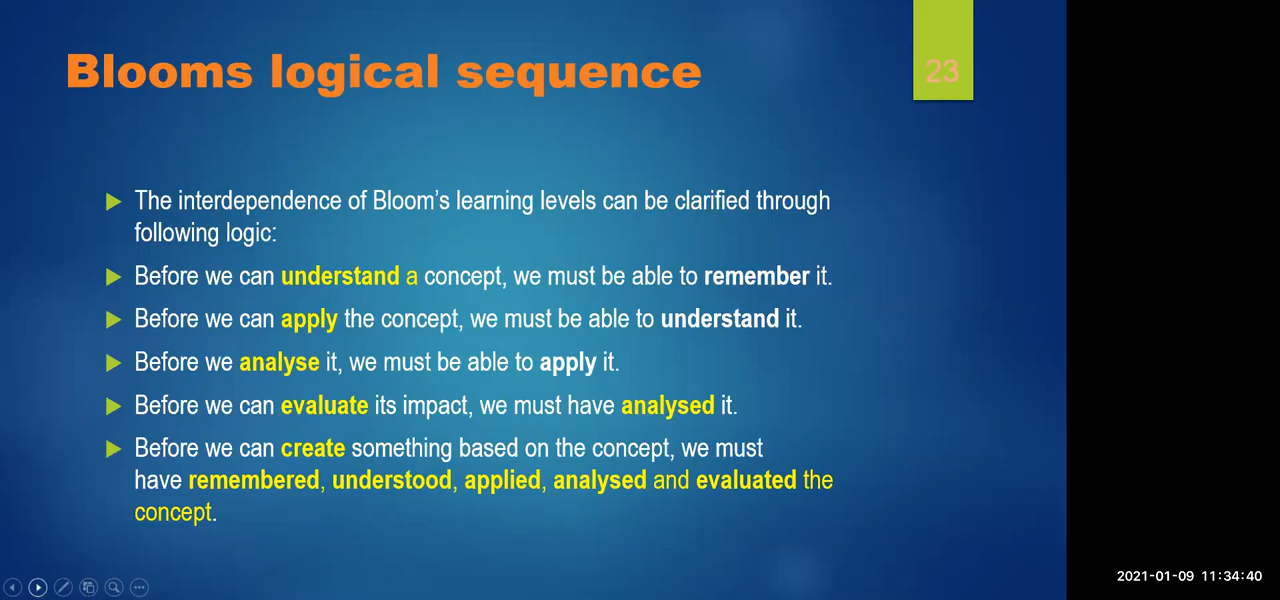 Blooms logical sequence
23
The interdependence of Bloom’s learning levels can be clarified through
following logic:
Before we can understand a concept, we must be able to remember it.
Before we can apply the concept, we must be able to understand it.
Before we analyse it, we must be able to apply it.
Before we can evaluate its impact, we must have analysed it.
Before we can create something based on the concept, we must
have remembered, understood, applied, analysed and evaluated the
concept.
2021-01-09 11:34:40